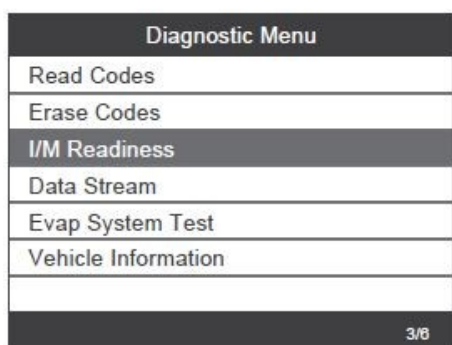 Diagnostic Menu
Read Codes
Erase Codes
I/M Readiness
Data Stream
Evap System Test
Vehicle Information
3/6